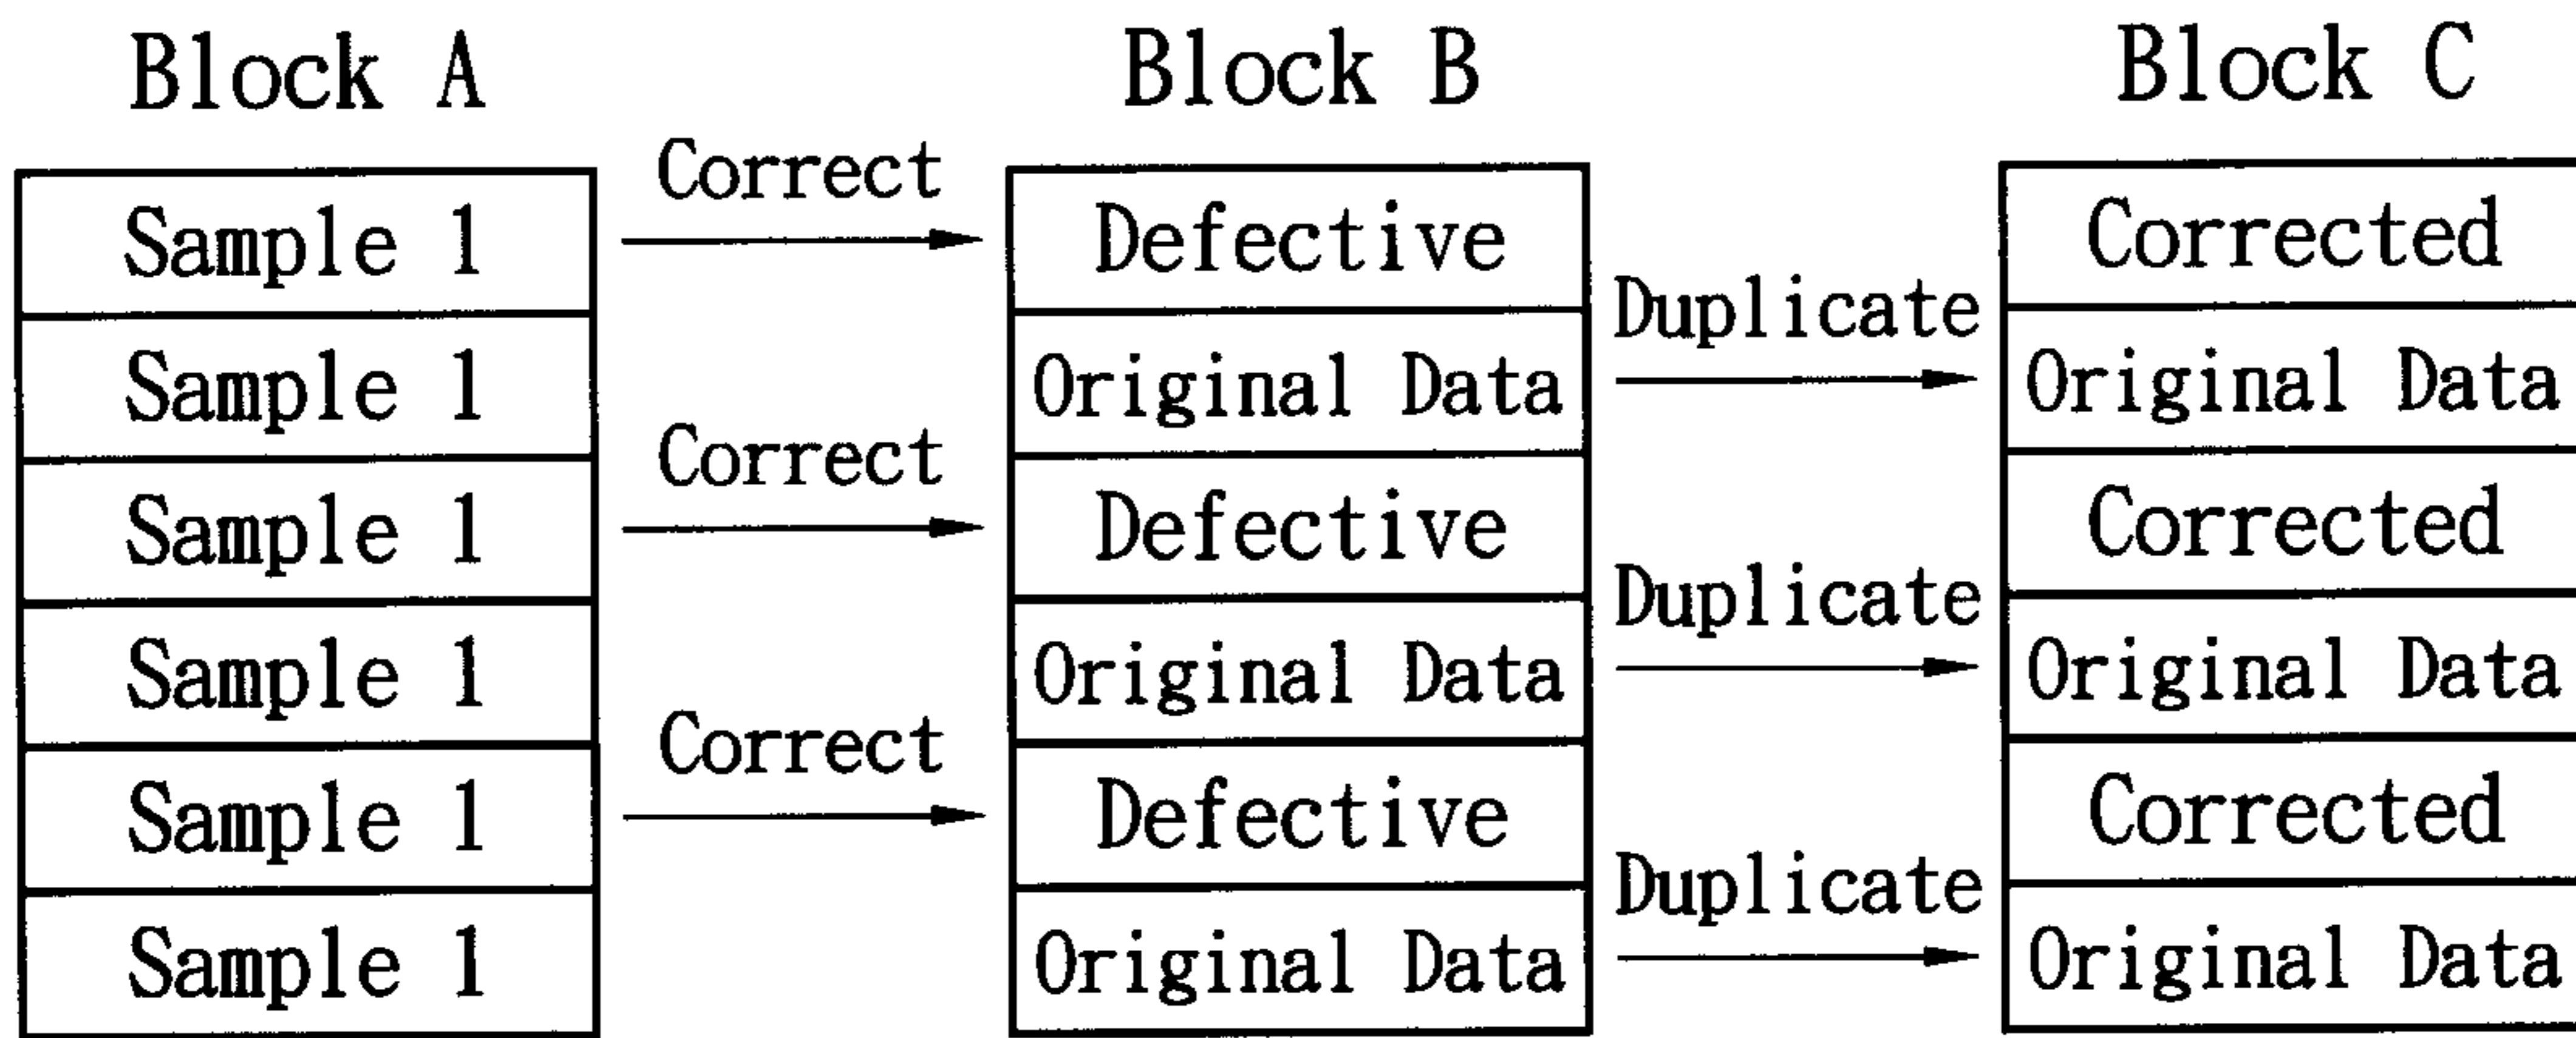 Block A
Block B
Block C
Correct
Sample 1
Defective
Corrected
Duplicate
Sample 1
Original Data
Original Data
Correct
Sample 1
Defective
Corrected
Duplicate
Sample 1
Original Data
Original Data
Correct
Sample 1
Defective
Corrected
Duplicate
Sample 1
Original Data
Original Data